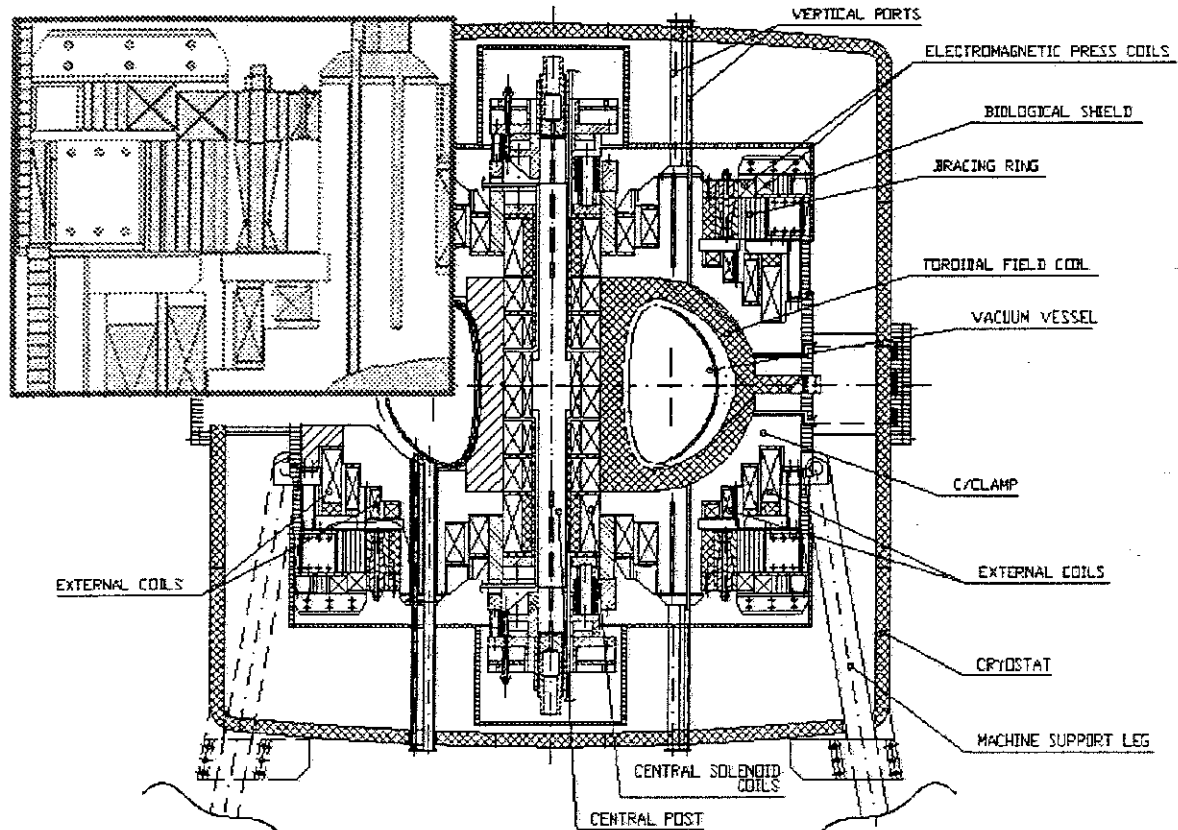 VERTICAL PORTS
ELECTROMAGNETIC PRESS COILS
BIOLOGICAL SHIELD
BRACING RING
TOROIDAL FIELD COIL
VACUUM VESSEL
C/CLAMP
EXTERNAL COILS
EXTERNAL COILS
CRYOSTAT
MACHINE SUPPORT LEG
CENTRAL SOLENOID
COILS
CENTRAL POST